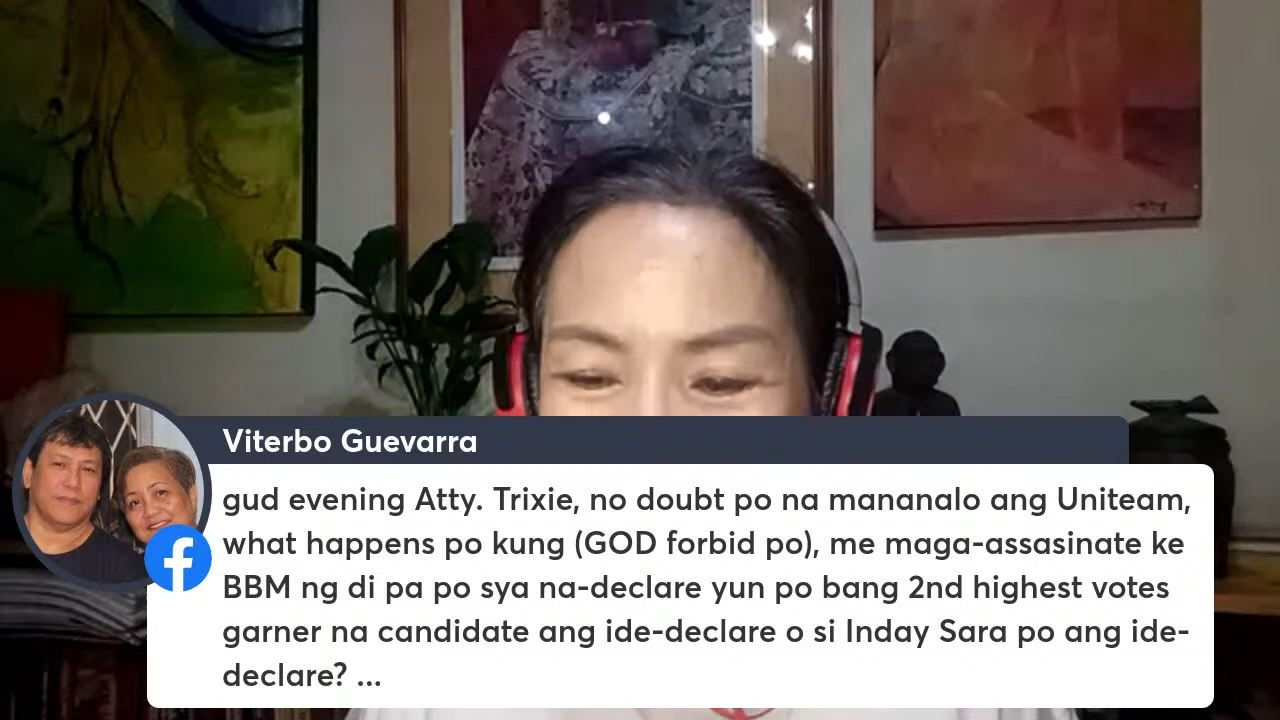 Viterbo Guevarra
gud evening Atty. Trixie, no doubt po na mananalo ang Uniteam,
what happens po kung (GOD forbid po), me maga-assasinate ke
BBM ng di pa po sya na-declare yun po bang 2nd highest votes
garner na candidate ang ide-declare o si Inday Sara po ang ide-
declare? ...